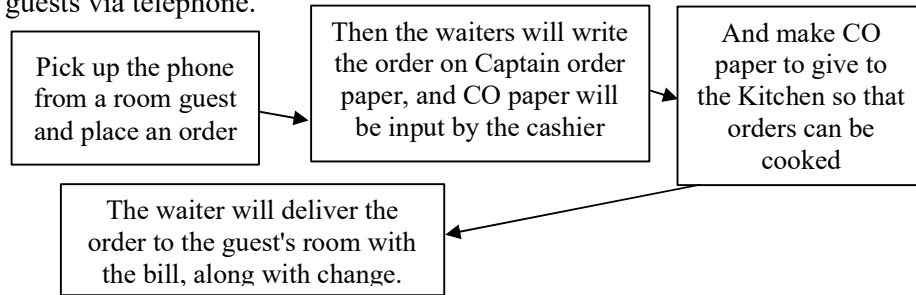 guests via telephone.
Pick up the phone
from a room guest
and place an order
Then the waiters will write
the order on Captain order
paper, and CO paper will
be input by the cashier
And make CO
paper to give to
the Kitchen so that
orders can be
cooked
The waiter will deliver the
order to the guest's room with
the bill, along with change.